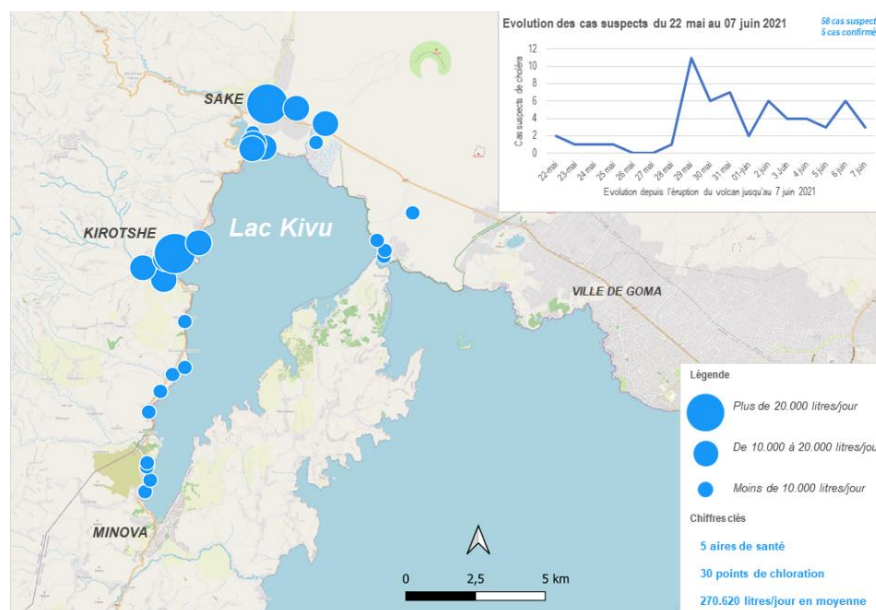 Evolution des cas suspects du 22 mai au 07 juin 2021
58 cas suspect
5 cas confirmé
Cas suspects de choléra
12
10
8
6
4
2
0
22-mai
23-mai
24-mai
25-mai
26-mai
27-mai
28-mai
29-mai
30-mai
31-mai
01-juin
2 juin
3 Juin
4 juin
5 juin
6 juin
7 juin
Evolution depuis l'éruption du volcan jusqu'au 7 juin 2021
SAKE
KIROTSHE
Lac Kivu
VILLE DE GOMA
MINOVA
Lègende
Plus de 20.000 litres/jour
De 10.000 à 20.000 litres/jou
Moins de 10.000 litres/jour
Chiffres clès
5 aires de santé
30 points de chloration
270.620 litres/jour en moyenne
0 2,5 5 km